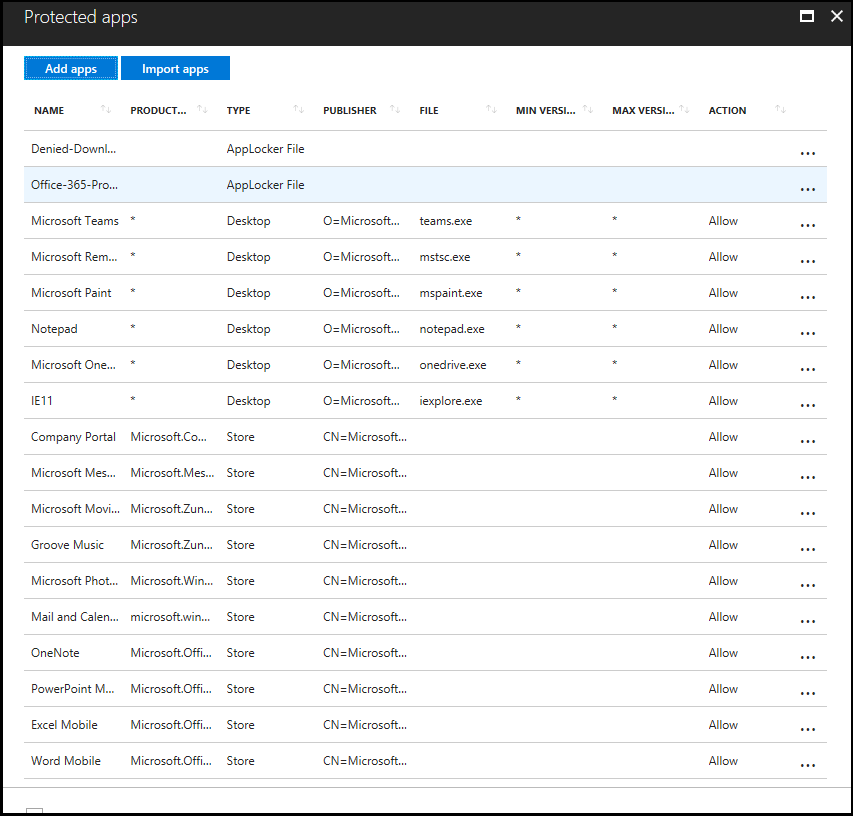 Protected apps
Add apps Import apps
NAME PRODUCT... TYPE PUBLISHER FILE MIN VERSI... MAX VERSI... ACTION
Denied-Downl... AppLocker File ...
Office-365-Pro... AppLocker File ...
Microsoft Teams * Desktop O=Microsoft... teams.exe * * Allow ...
Microsoft Rem... * Desktop O=Microsoft... mstsc.exe * * Allow ...
Microsoft Paint * Desktop O=Microsoft... mspaint.exe * * Allow ...
Notepad * Desktop O=Microsoft... notepad.exe * * Allow ...
Microsoft One... * Desktop O=Microsoft... onedrive.exe * * Allow ...
IE11 * Desktop O=Microsoft... iexplore.exe * * Allow ...
Company Portal Microsoft.Co... Store CN=Microsoft... Allow ...
Microsoft Mes... Microsoft.Mes... Store CN=Microsoft... Allow ...
Microsoft Movi... Microsoft.Zun... Store CN=Microsoft... Allow ...
Groove Music Microsoft.Zun... Store CN=Microsoft... Allow ...
Microsoft Phot... Microsoft.Win... Store CN=Microsoft... Allow ...
Mail and Calen... microsoft.win... Store CN=Microsoft... Allow ...
OneNote Microsoft.Offi... Store CN=Microsoft... Allow ...
PowerPoint M... Microsoft.Offi... Store CN=Microsoft... Allow ...
Excel Mobile Microsoft.Offi... Store CN=Microsoft... Allow ...
Word Mobile Microsoft.Offi... Store CN=Microsoft... Allow ...